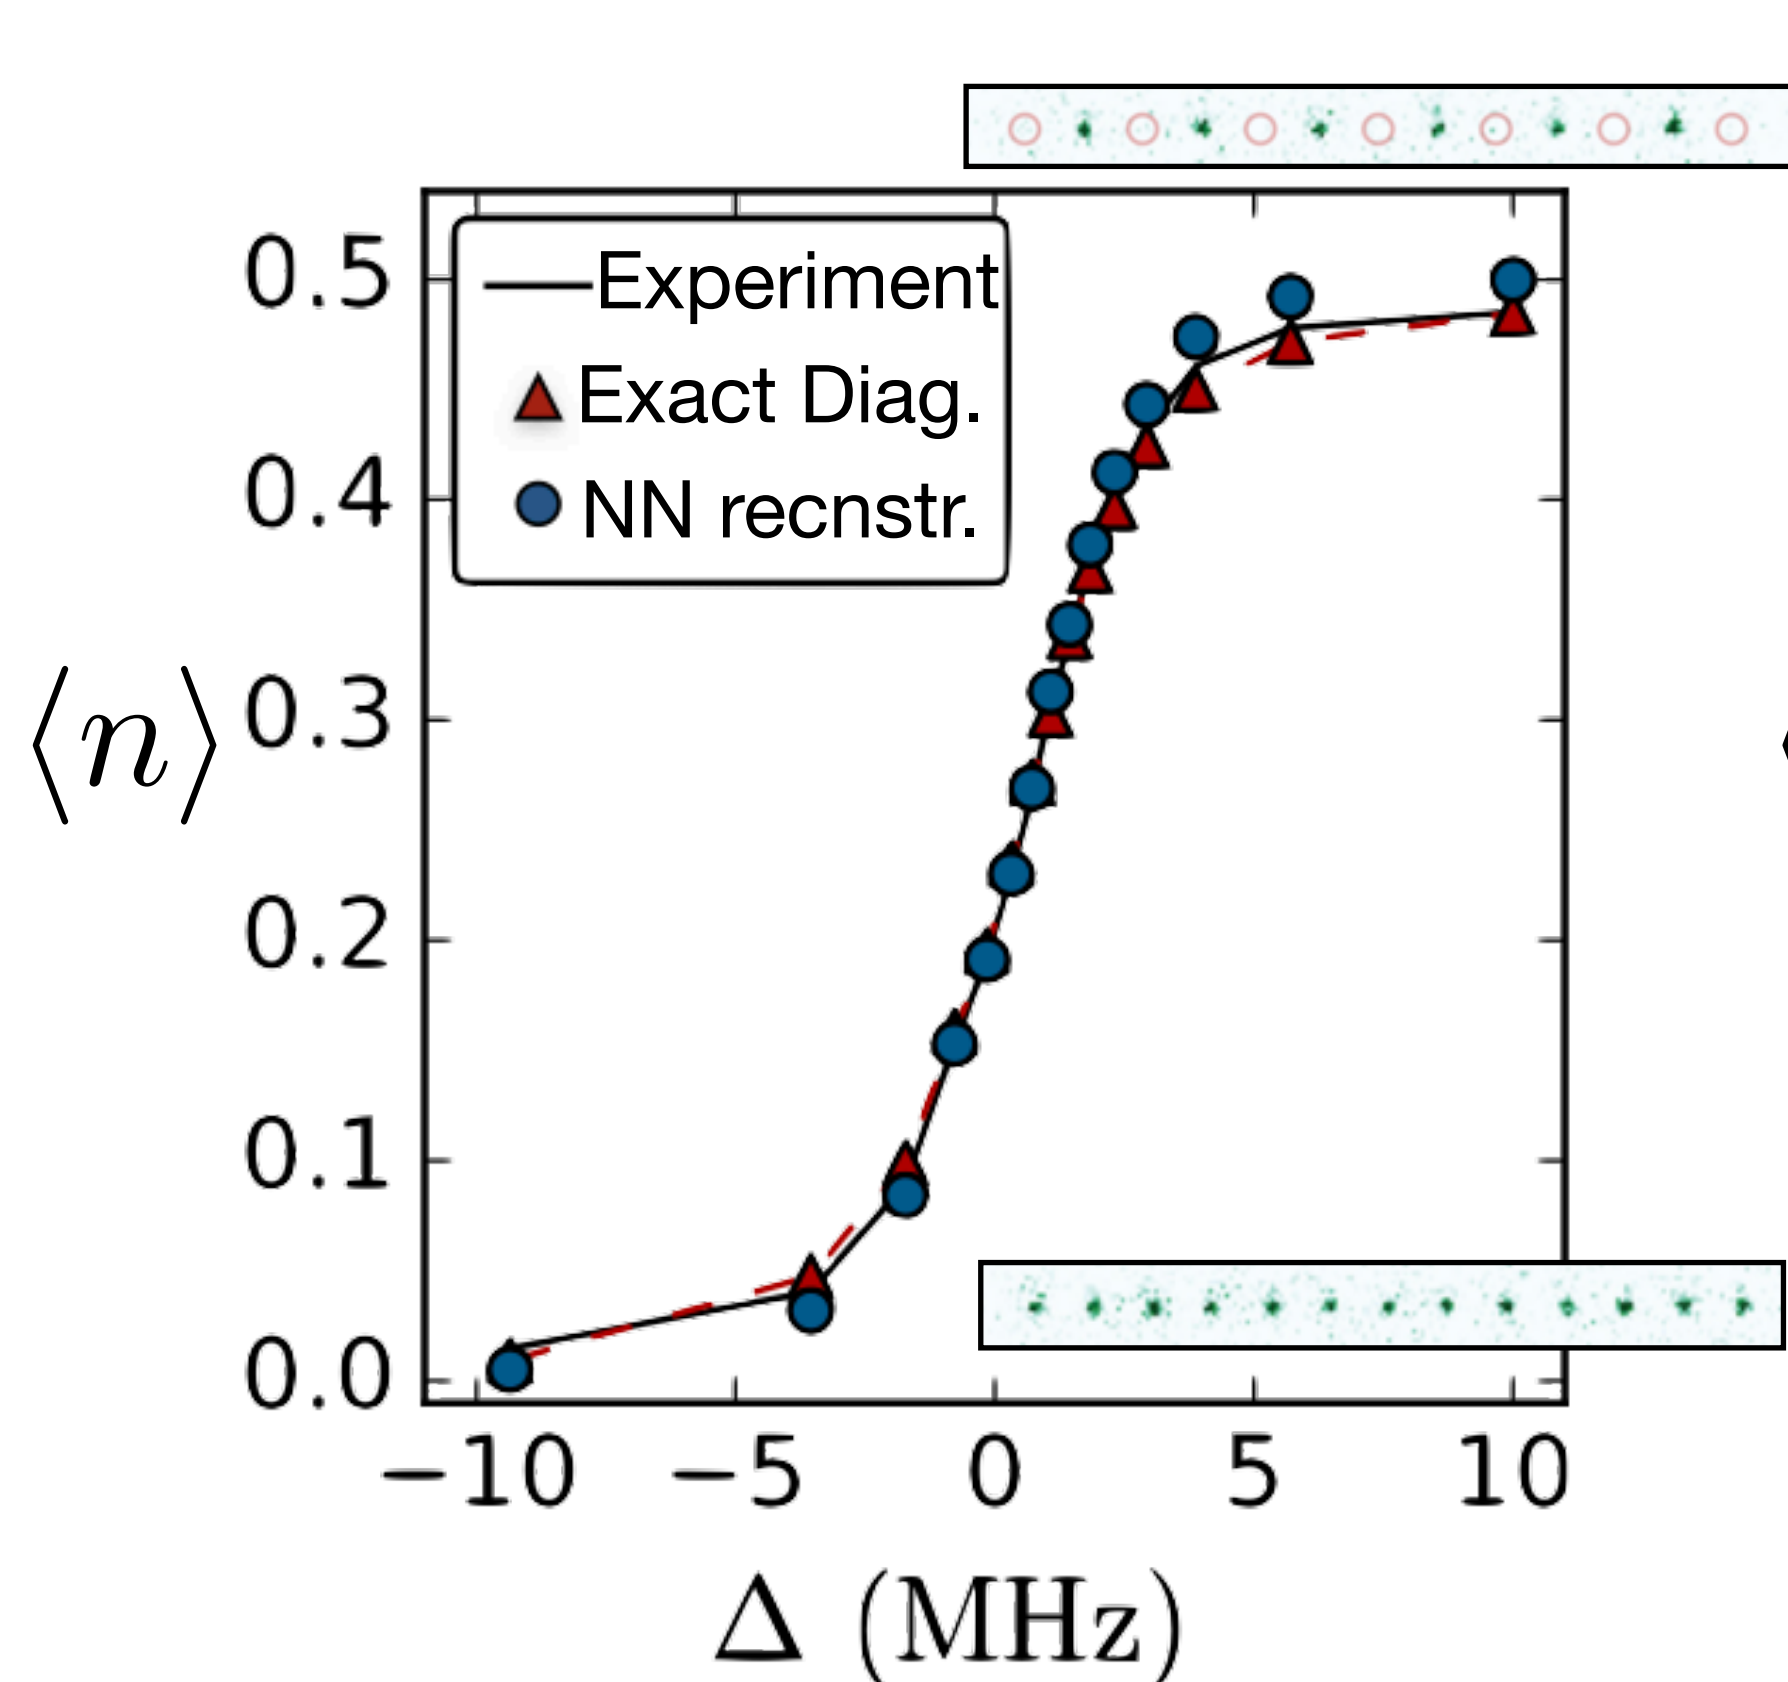 Experiment
Exact Diag.
NN recnstr.
0.5
0.4
0.3
0.2
0.1
0.0
⟨n⟩
−10 −5 0 5 10
Δ (MHz)